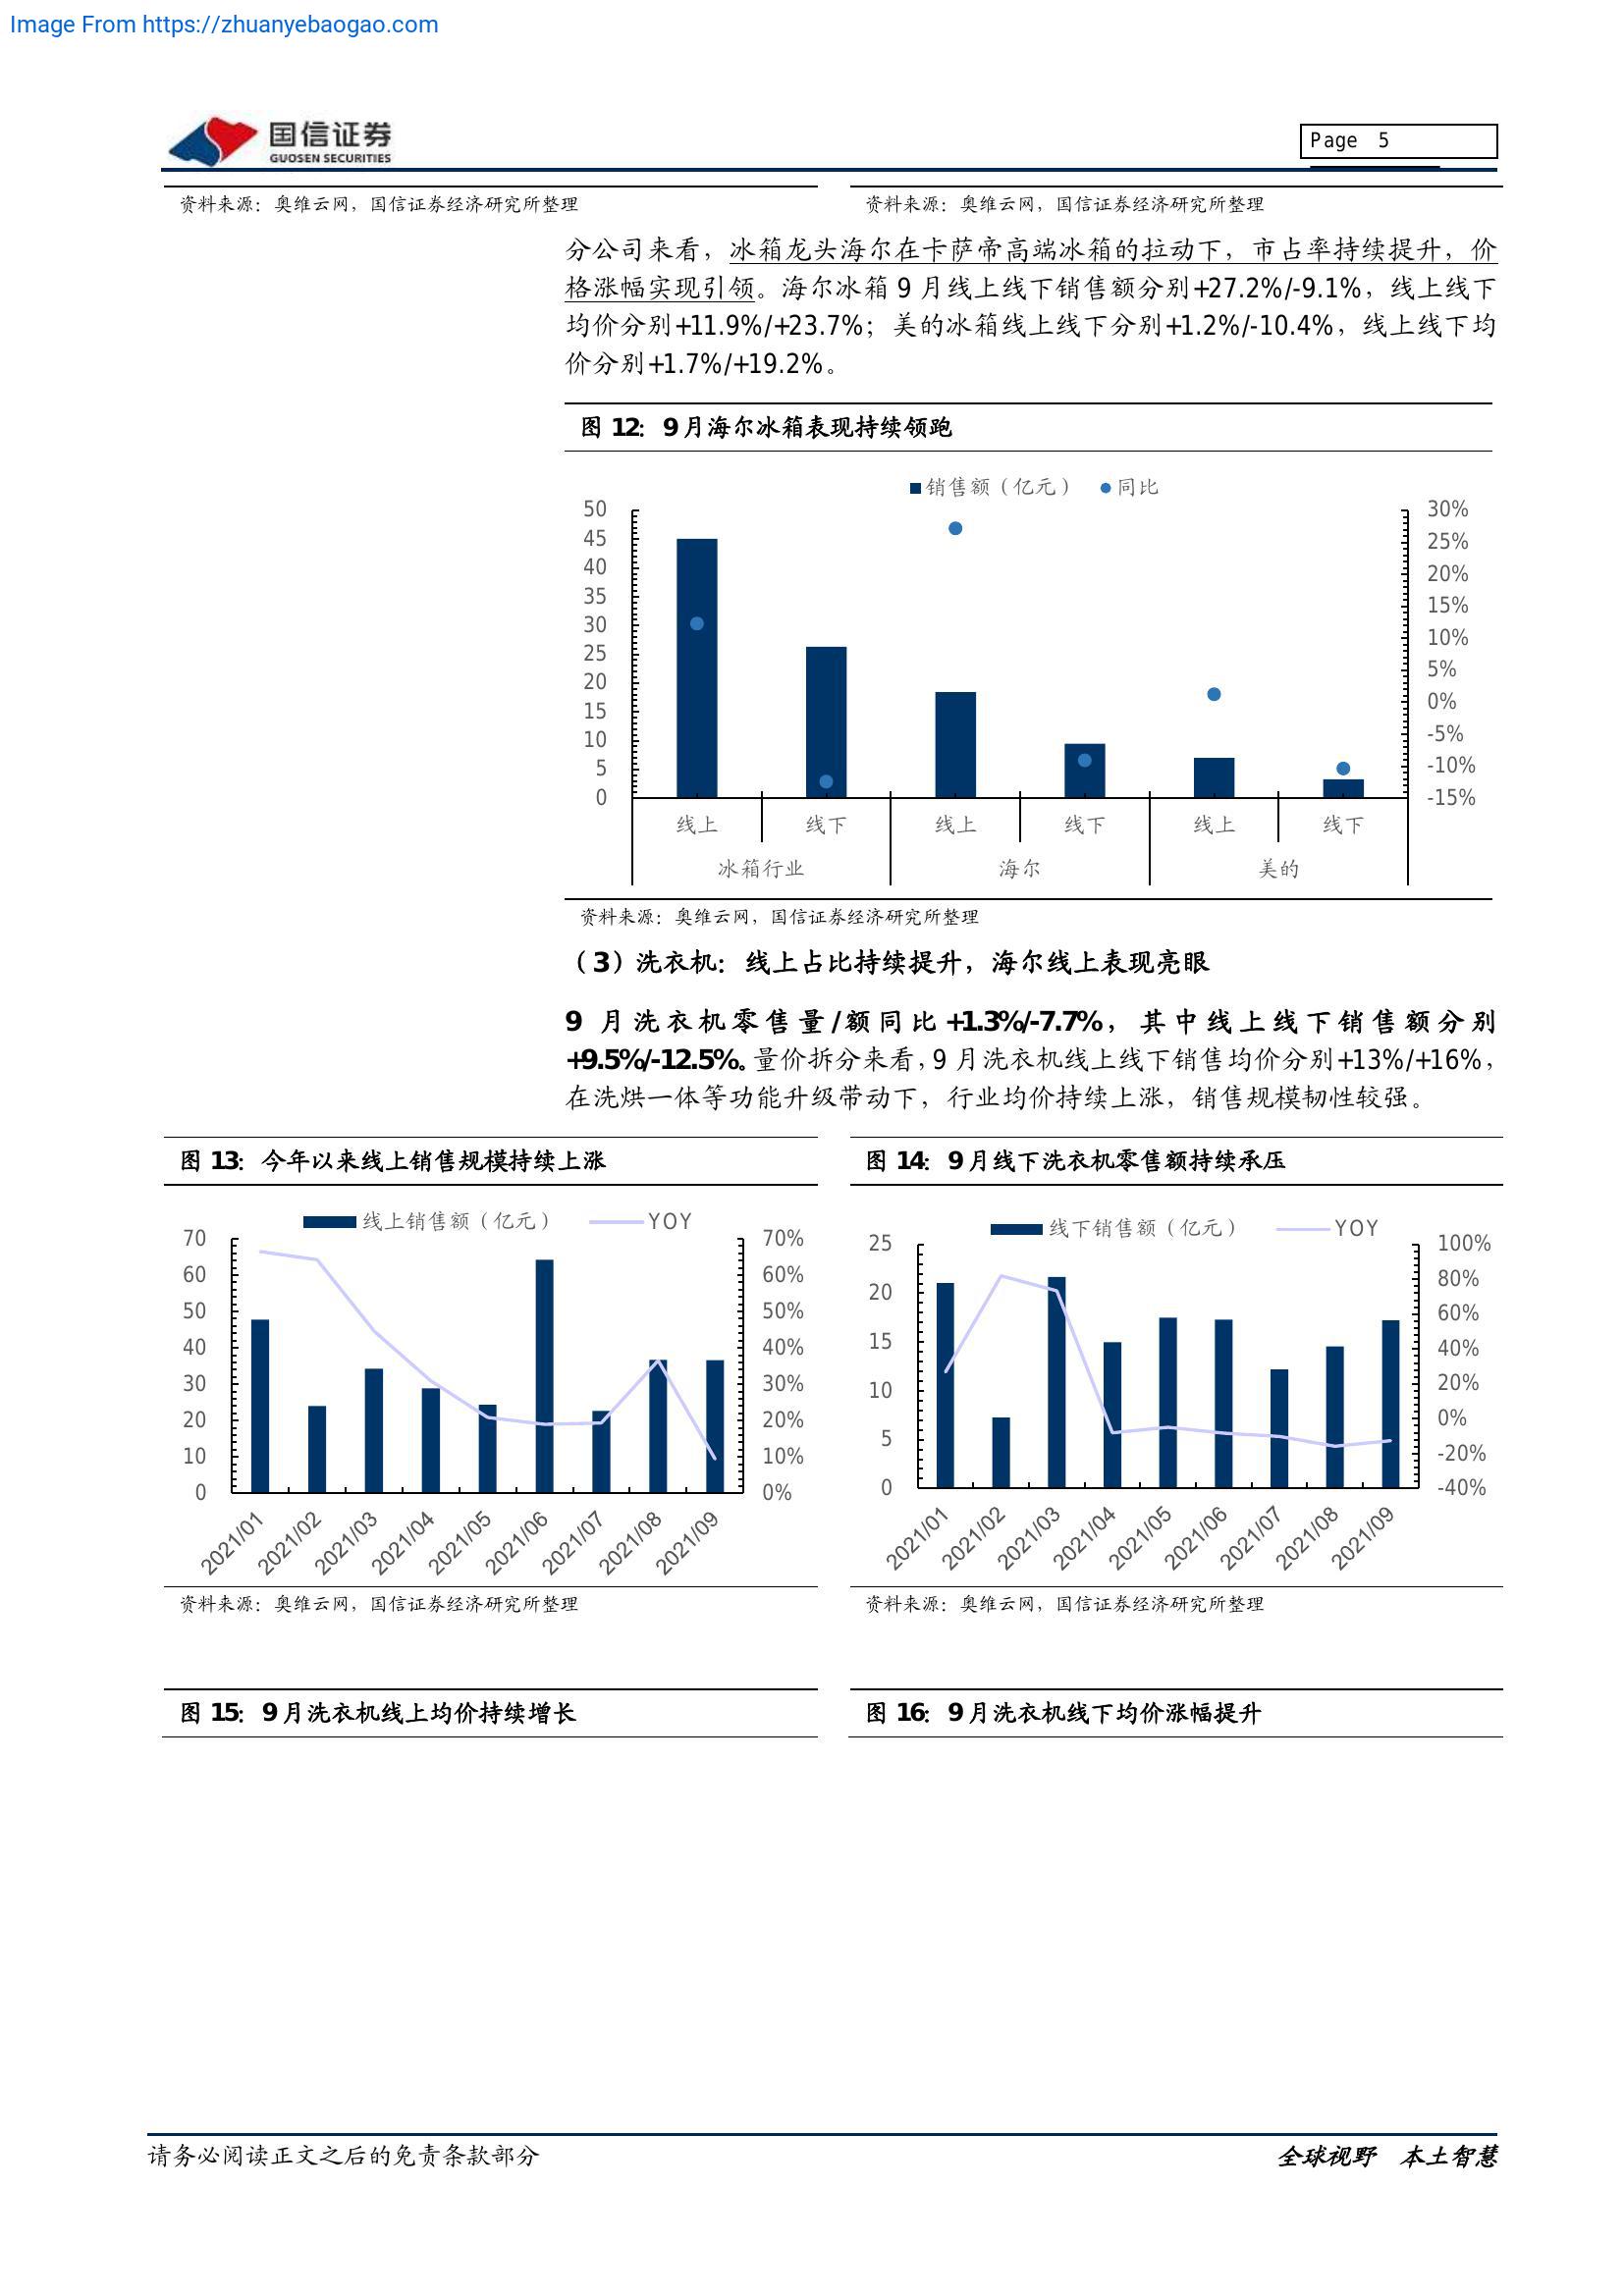 Image From https://zhuanyebaogao.com
国信证券
GUOSEN SECURITIES
Page 5
资料来源：奥维云网，国信证券经济研究所整理
资料来源：奥维云网，国信证券经济研究所整理
分公司来看，冰箱龙头海尔在卡萨帝高端冰箱的拉动下，市占率持续提升，价
格涨幅实现引领。海尔冰箱 9 月线上线下销售额分别+27.2%/-9.1%，线上线下
均价分别+11.9%/+23.7%；美的冰箱线上线下分别+1.2%/-10.4%，线上线下均
价分别+1.7%/+19.2%。
图 12：9 月海尔冰箱表现持续领跑
销售额（亿元） 同比
50
45
40
35
30
25
20
15
10
5
0
30%
25%
20%
15%
10%
5%
0%
-5%
-10%
-15%
线上 线下 线上 线下 线上 线下
冰箱行业 海尔 美的
资料来源：奥维云网，国信证券经济研究所整理
（3）洗衣机：线上占比持续提升，海尔线上表现亮眼
9 月洗衣机零售量/额同比+1.3%/-7.7%，其中线上线下销售额分别
+9.5%/-12.5%。量价拆分来看，9 月洗衣机线上线下销售均价分别+13%/+16%，
在洗烘一体等功能升级带动下，行业均价持续上涨，销售规模韧性较强。
图 13：今年以来线上销售规模持续上涨
线上销售额（亿元） YOY
70
60
50
40
30
20
10
0
70%
60%
50%
40%
30%
20%
10%
0%
2021/01 2021/02 2021/03 2021/04 2021/05 2021/06 2021/07 2021/08 2021/09
资料来源：奥维云网，国信证券经济研究所整理
图 14：9 月线下洗衣机零售额持续承压
线下销售额（亿元） YOY
25
20
15
10
5
0
100%
80%
60%
40%
20%
0%
-20%
-40%
2021/01 2021/02 2021/03 2021/04 2021/05 2021/06 2021/07 2021/08 2021/09
资料来源：奥维云网，国信证券经济研究所整理
图 15：9 月洗衣机线上均价持续增长
图 16：9 月洗衣机线下均价涨幅提升
请务必阅读正文之后的免责条款部分
全球视野 本土智慧